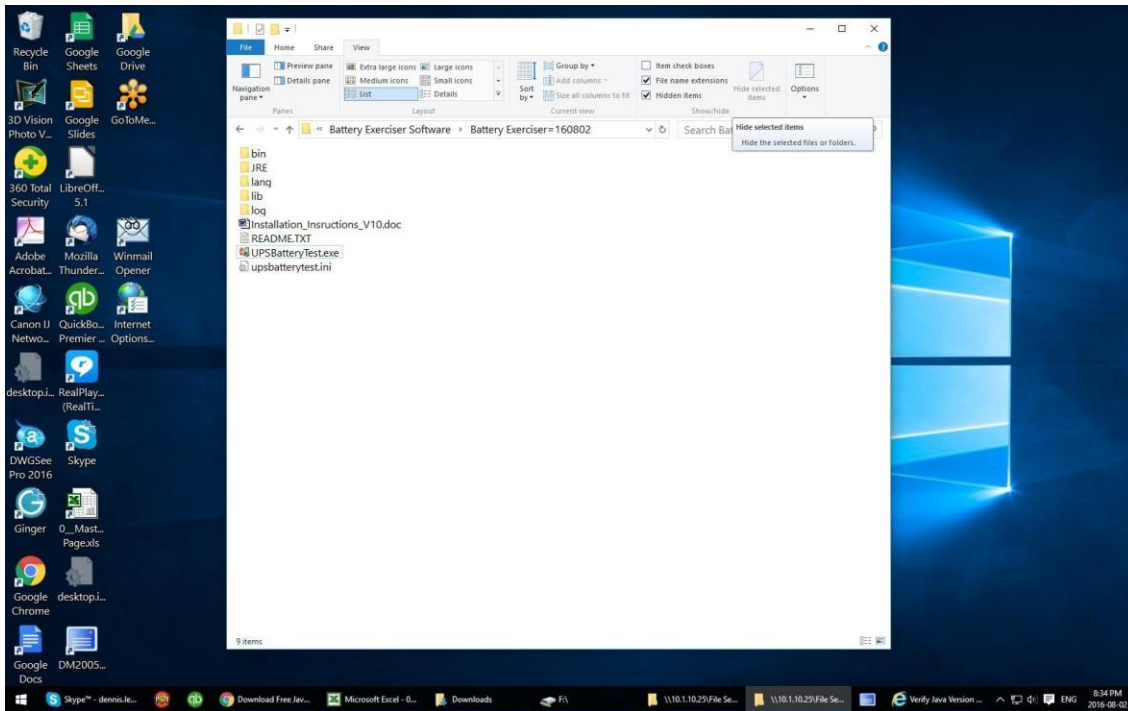 Recycle Bin
Google Sheets
Google Drive
3D Vision Photo V...
Google Slides
GoToMe...
360 Total Security
LibreOff... 5.1
Adobe Acrobat...
Mozilla Thunder...
Winmail Opener
Canon IJ Netwo...
QuickBo... Premier ...
Internet Options...
desktop.i...
RealPlay... (RealTi...
DWGSee Pro 2016
Skype
Ginger
0__Mast... Page.xls
Google Chrome
desktop.i...
Google Docs
DM2005...
File Home Share View
Navigation pane
Preview pane
Details pane
Panes
Extra large icons Large icons
Medium icons Small icons
List Details
Layout
Sort by
Group by
Add columns
Size all columns to fit
Current view
Item check boxes
File name extensions
Hidden items
Hide selected items
Show/hide
Options
« Battery Exerciser Software › Battery Exerciser=160802
Search Bat
Hide selected items
Hide the selected files or folders.
bin
JRE
lang
lib
log
Installation_Insructions_V10.doc
README.TXT
UPSBatteryTest.exe
upsbatterytest.ini
9 items
Skype™ - dennis.le...
qb
Download Free Jav...
Microsoft Excel - 0...
Downloads
F:\
\\10.1.10.25\File Se...
\\10.1.10.25\File Se...
Verify Java Version ...
ENG
8:34 PM
2016-08-02